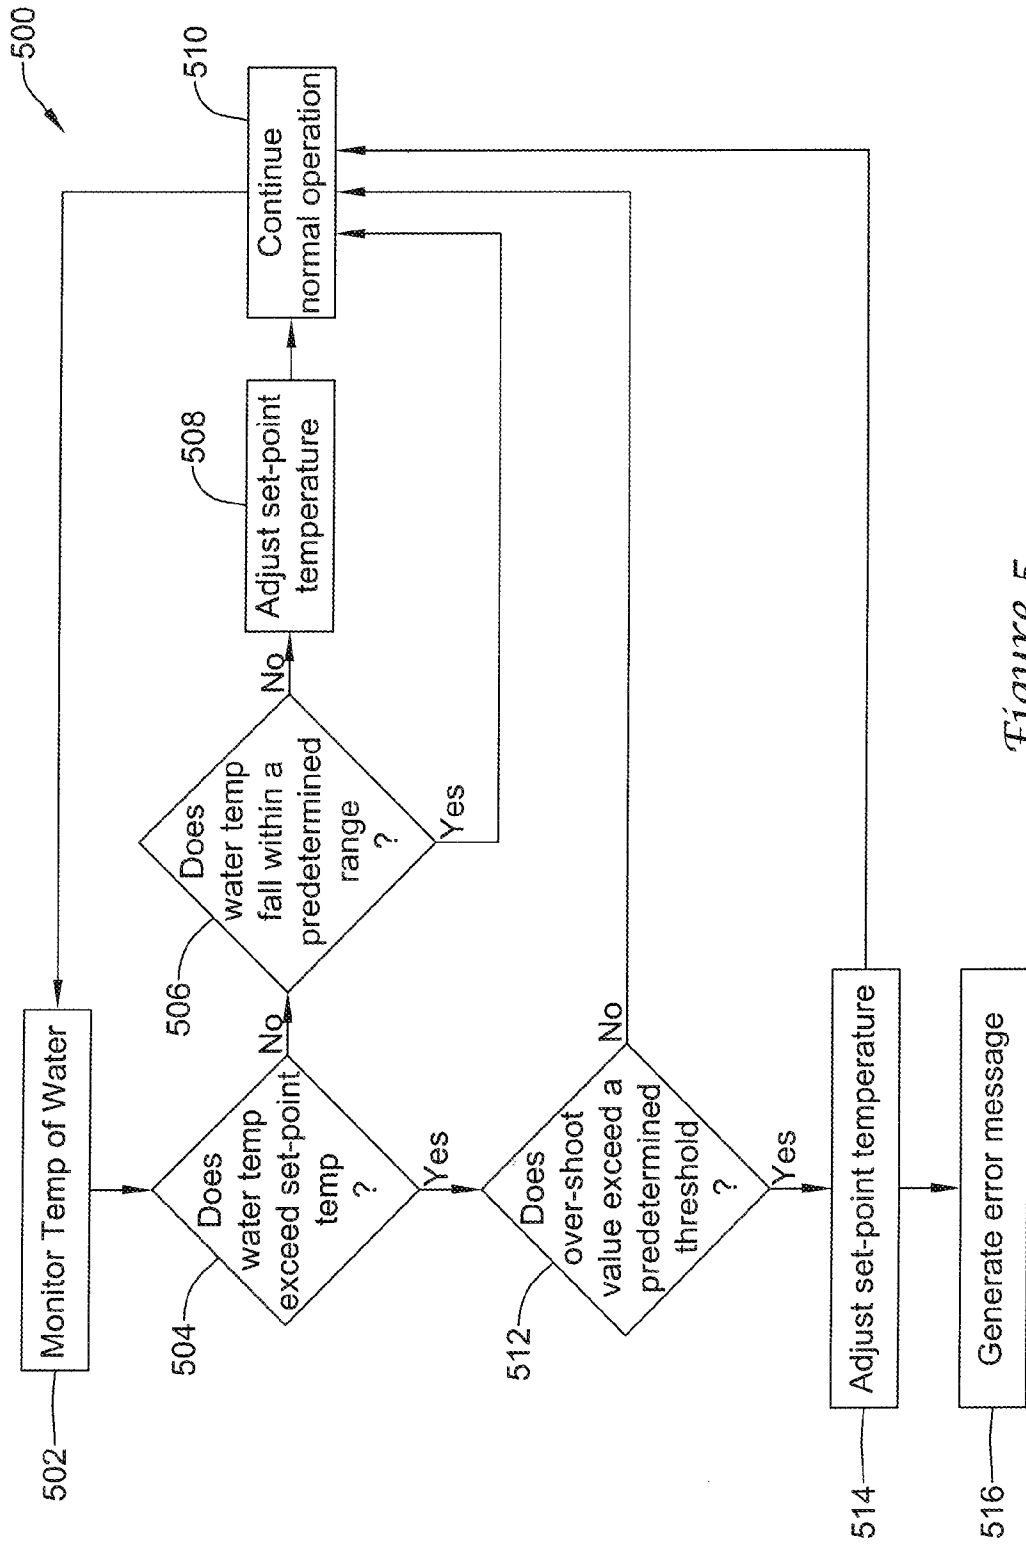 500
502
Monitor Temp of Water
504
Does
water temp
exceed set-point
temp
?
No
Yes
506
Does
water temp
fall within a
predetermined
range
?
No
Yes
508
Adjust set-point
temperature
510
Continue
normal operation
512
Does
over-shoot
value exceed a
predetermined
threshold
?
No
Yes
514
Adjust set-point temperature
516
Generate error message
Figure 5